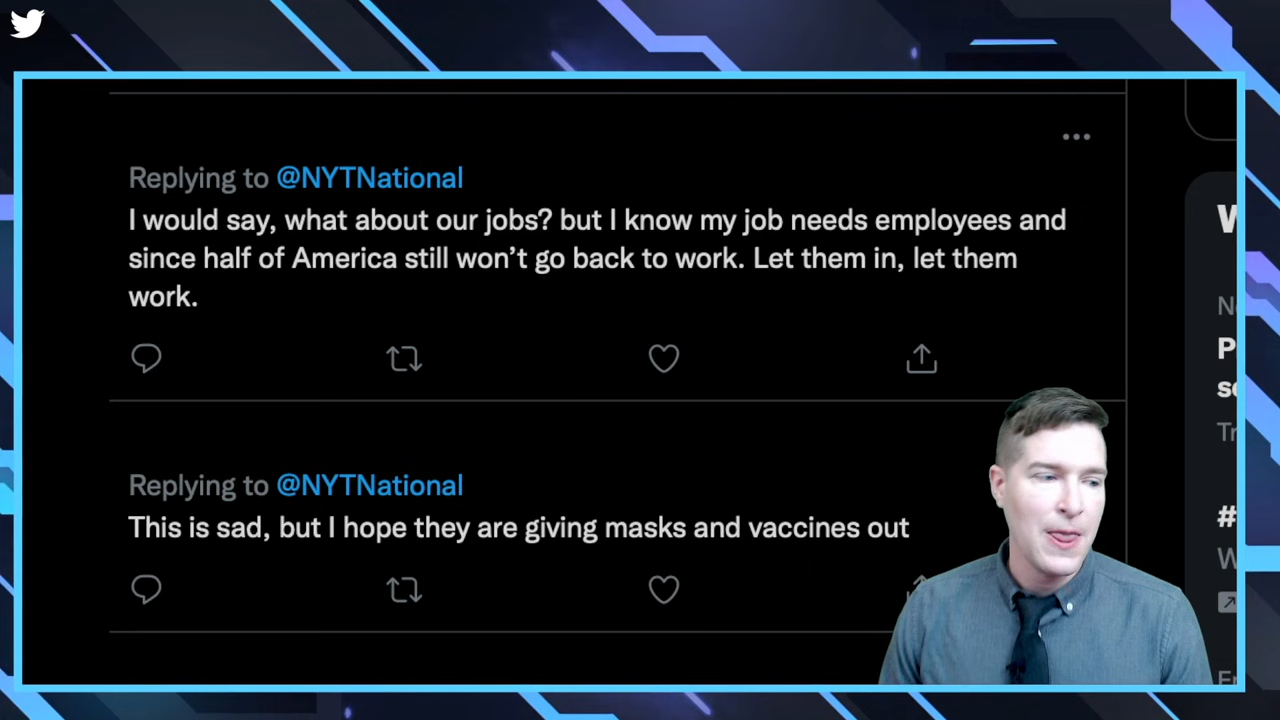 Replying to @NYTNational
I would say, what about our jobs? but I know my job needs employees and
since half of America still won’t go back to work. Let them in, let them
work.
Replying to @NYTNational
This is sad, but I hope they are giving masks and vaccines out